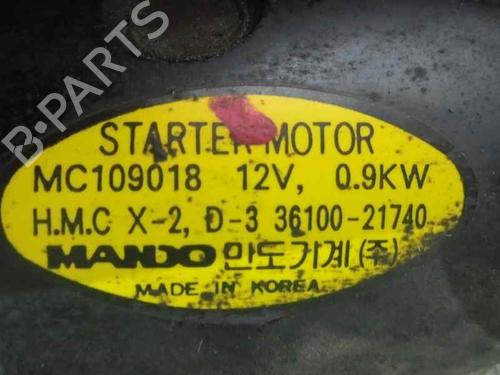 B-PARTS
STARTER MOTOR
MC109018 12V, 0.9KW
H.M.C X-2, D-3 36100-21740
MANDO 만도기계(주)
MADE IN KOREA